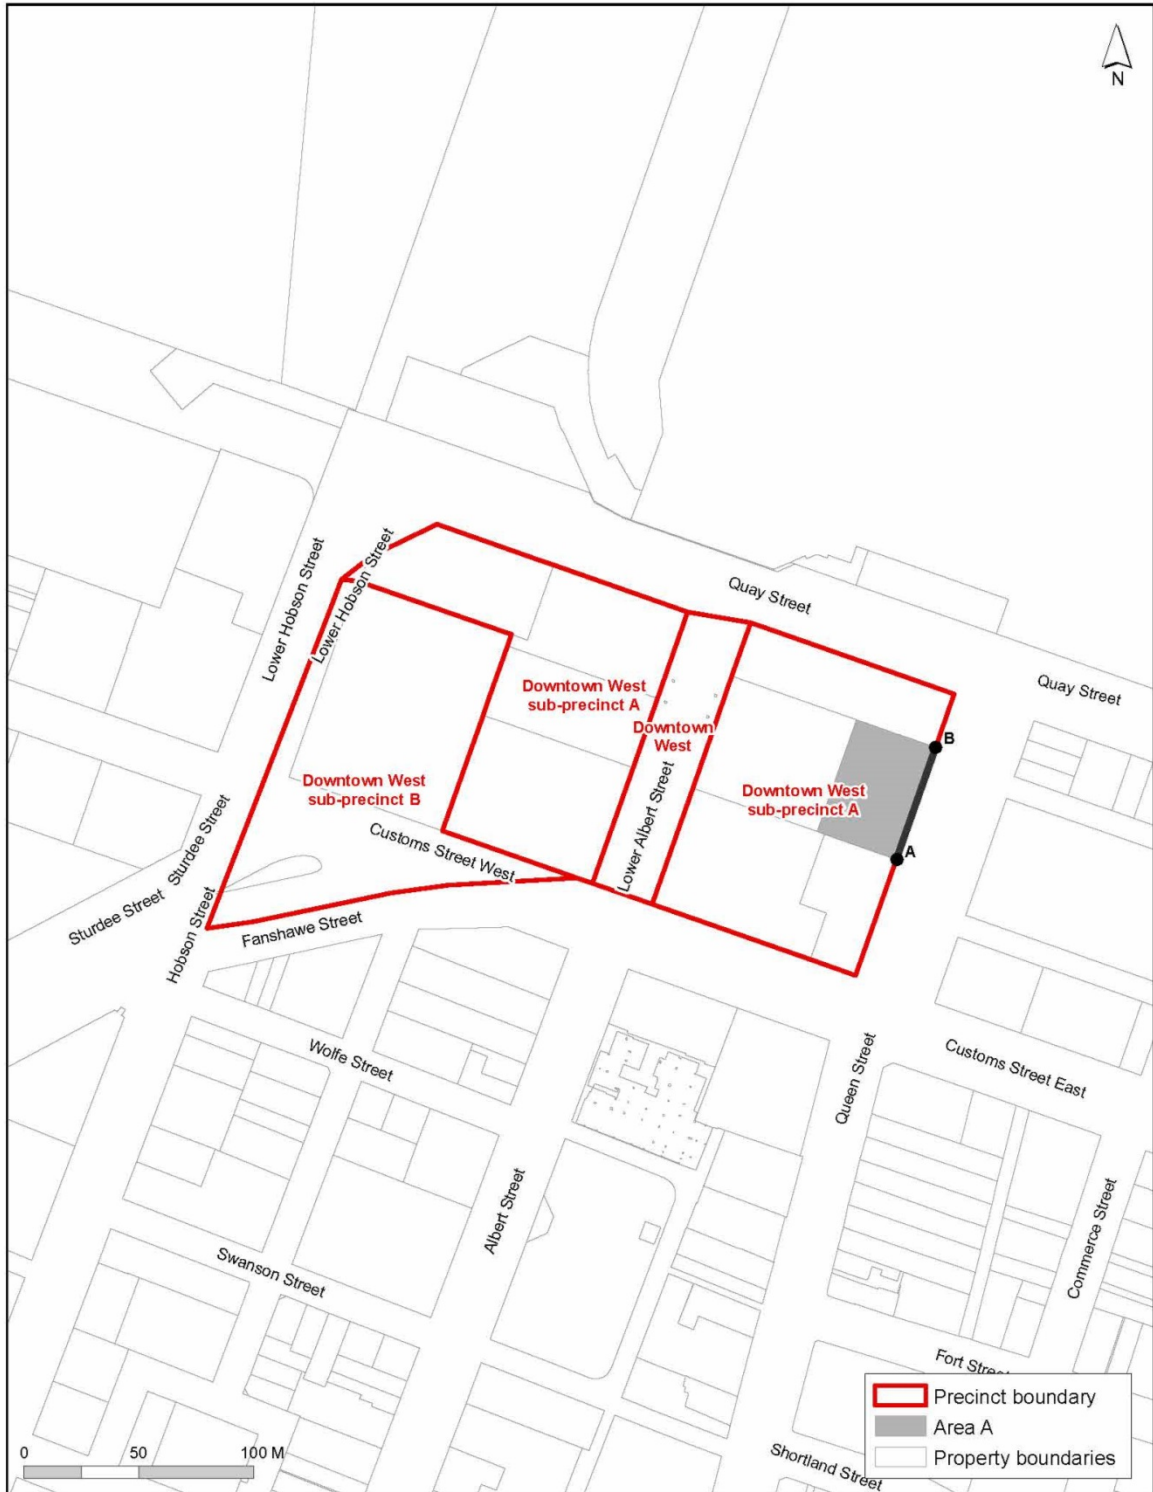 N
Lower Hobson Street
Lower Hobson Street
Quay Street
Quay Street
Downtown West
sub-precinct A
Downtown
West
B
Downtown West
sub-precinct B
Downtown West
sub-precinct A
Lower Albert Street
Customs Street West
A
Sturdee Street
Sturdee Street
Hobson Street
Fanshawe Street
Wolfe Street
Queen Street
Customs Street East
Albert Street
Commerce Street
Swanson Street
Fort Street
Shortland Street
Precinct boundary
Area A
Property boundaries
0 50 100 M